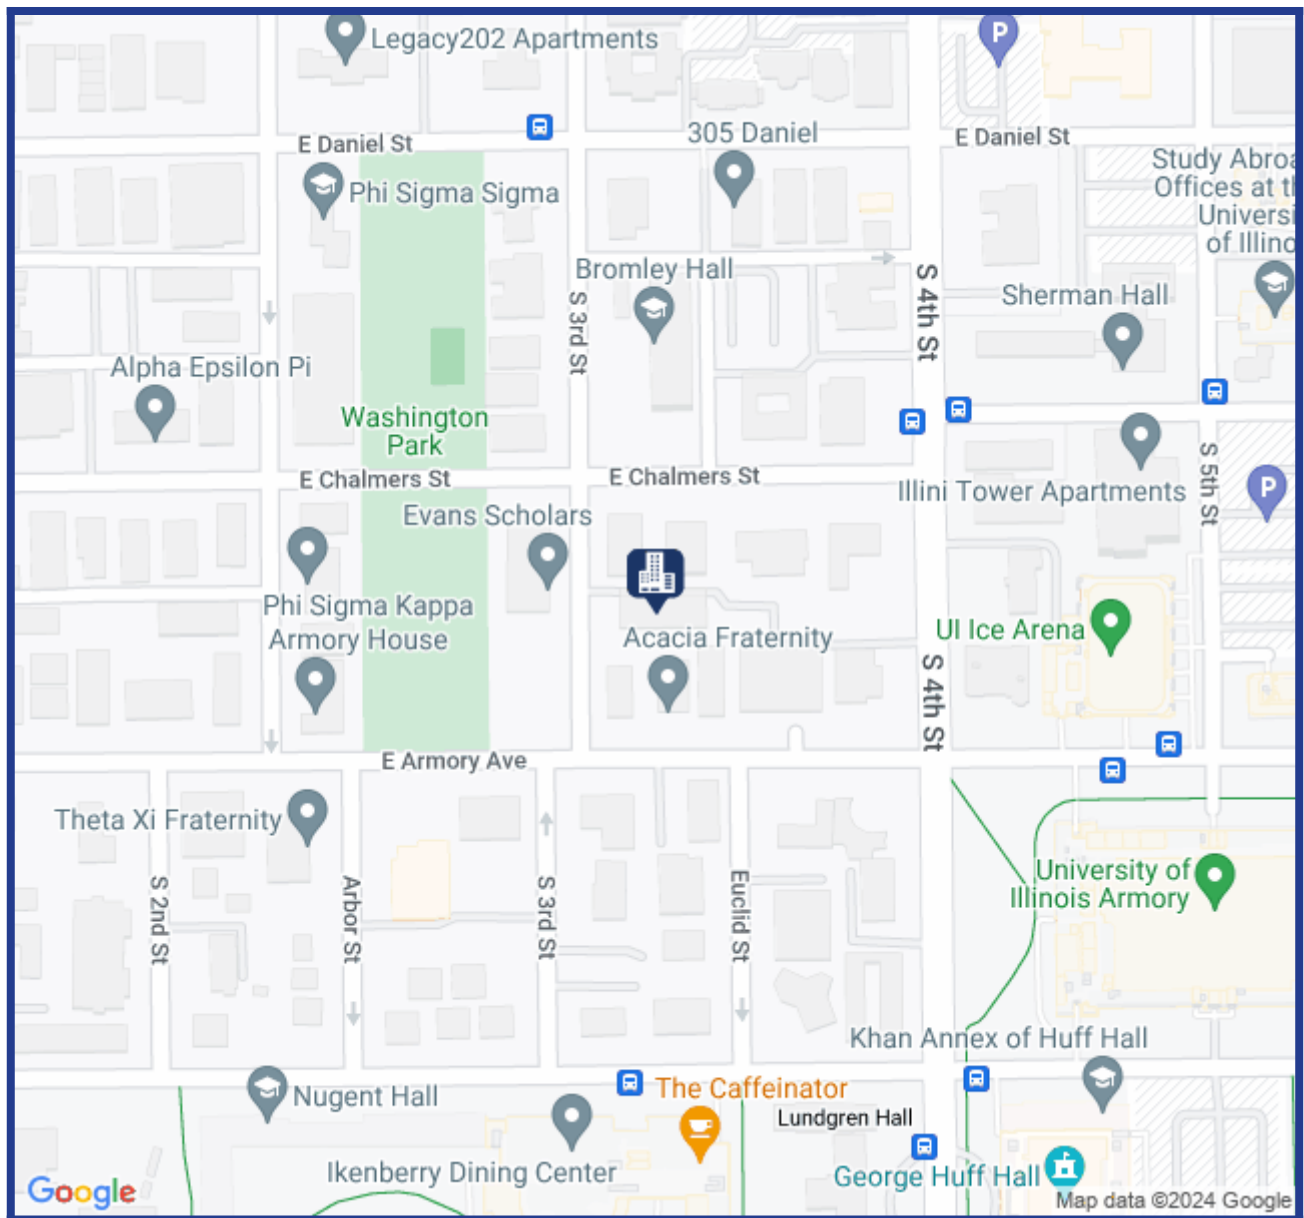 Legacy202 Apartments
P
E Daniel St
305 Daniel
E Daniel St
Study Abroa
Offices at th
Universi
of Illino
Phi Sigma Sigma
Bromley Hall
S 3rd St
S 4th St
Sherman Hall
Alpha Epsilon Pi
Washington
Park
E Chalmers St
E Chalmers St
Illini Tower Apartments
S 5th St
P
Evans Scholars
Phi Sigma Kappa
Armory House
Acacia Fraternity
UI Ice Arena
S 4th St
E Armory Ave
Theta Xi Fraternity
S 2nd St
Arbor St
S 3rd St
Euclid St
University of
Illinois Armory
Khan Annex of Huff Hall
Nugent Hall
The Caffeinator
Lundgren Hall
Ikenberry Dining Center
George Huff Hall
Google
Map data ©2024 Google